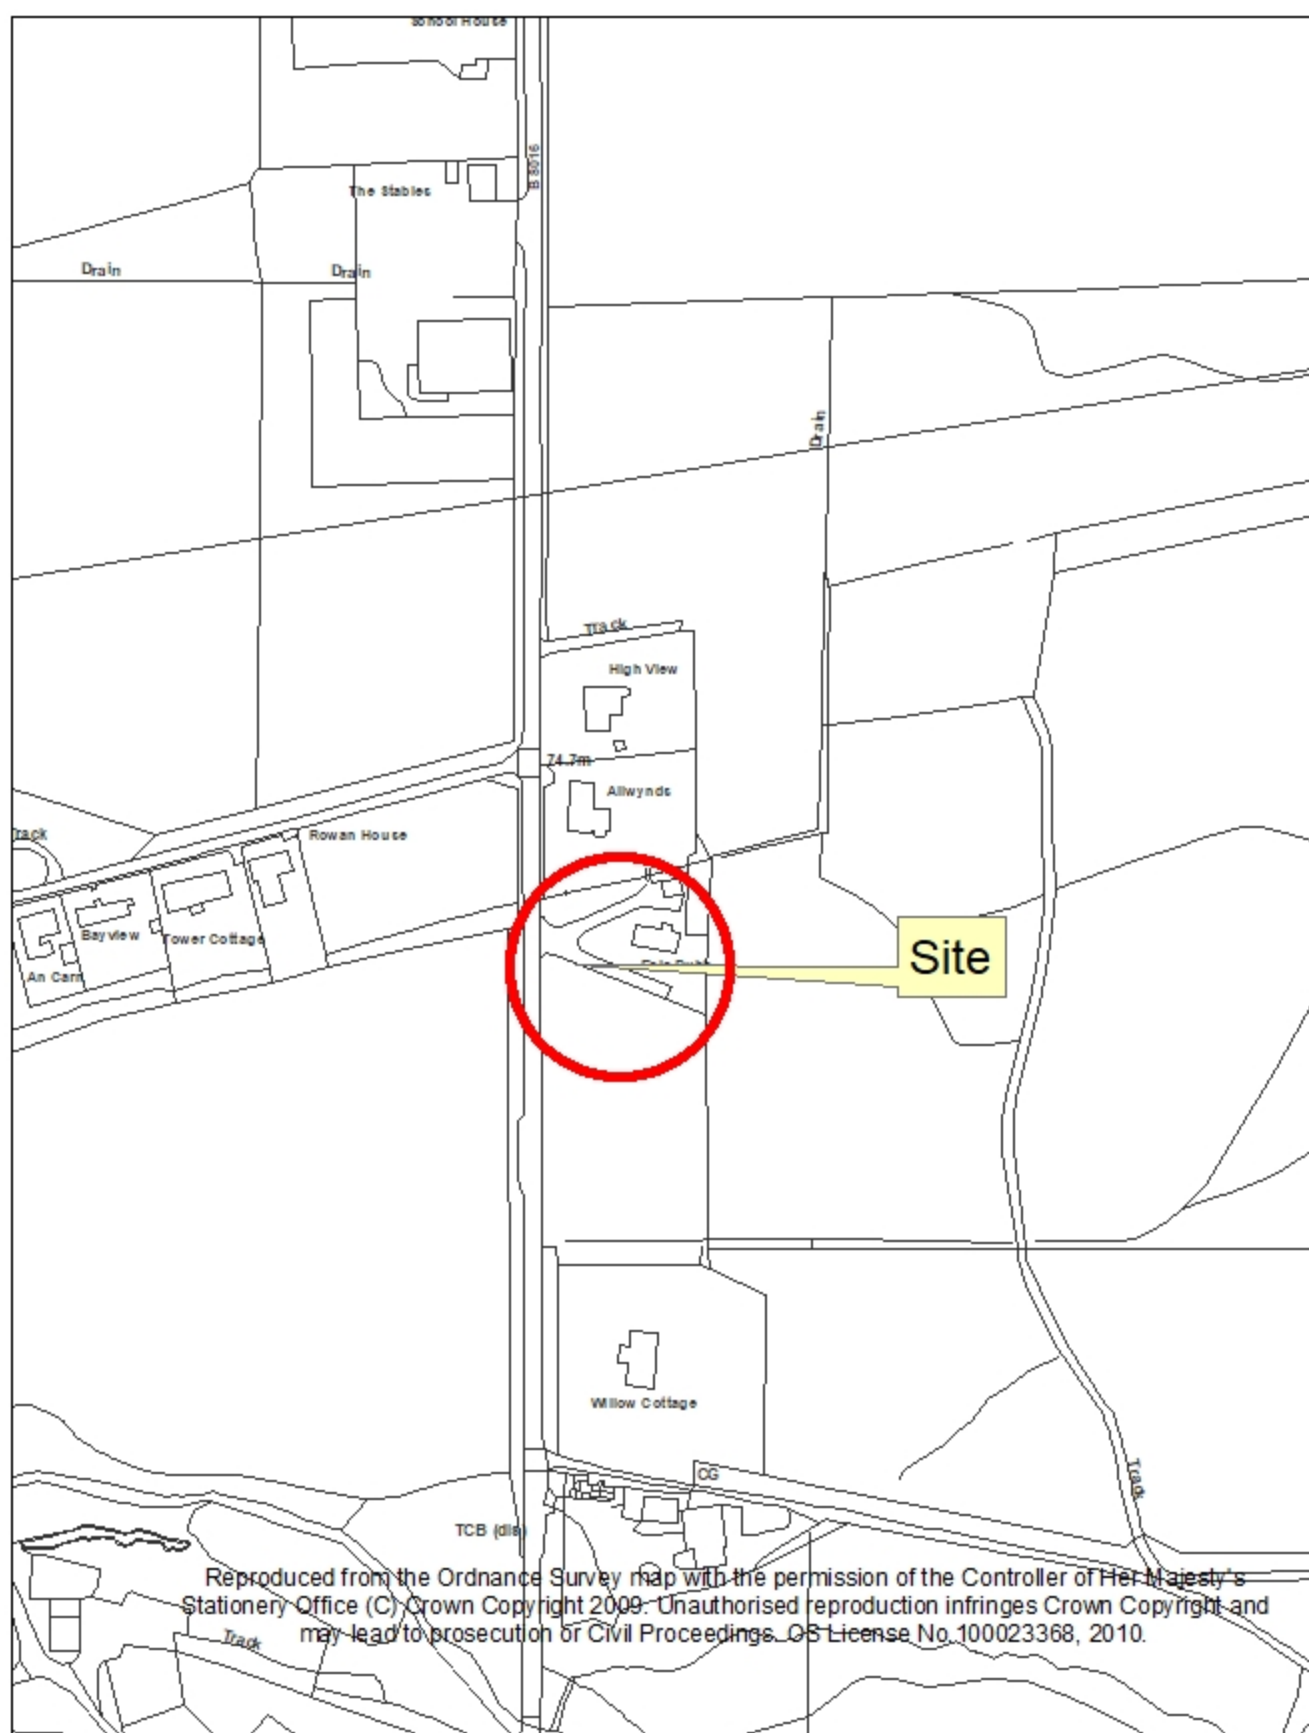 School House
B 8016
The Stables
Drain
Drain
Drain
Track
High View
74.7m
Allwynds
Track
Rowan House
Bayview
Tower Cottage
An Carn
Site
Willow Cottage
CG
Track
TCB (dis)
Reproduced from the Ordnance Survey map with the permission of the Controller of Her Majesty's
Stationery Office (C) Crown Copyright 2009. Unauthorised reproduction infringes Crown Copyright and
may lead to prosecution or Civil Proceedings. OS License No 100023368, 2010.
Track